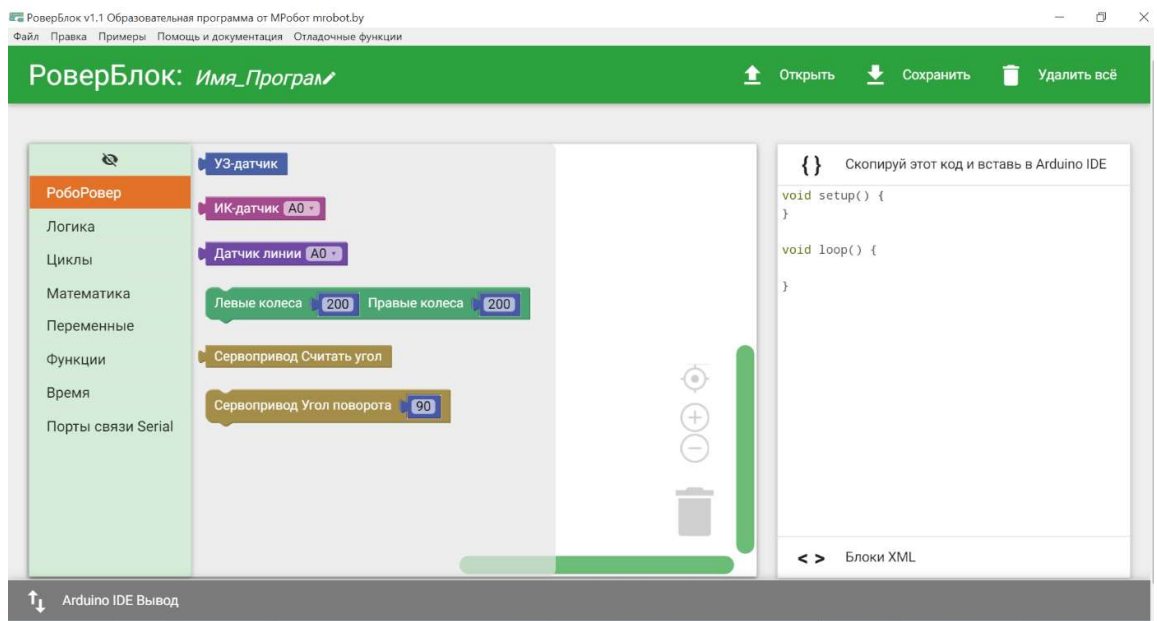 РоверБлок v1.1 Образовательная программа от МРобот mrobot.by
Файл Правка Примеры Помощь и документация Отладочные функции
РоверБлок: Имя_Програм
Открыть Сохранить Удалить всё
РобоРовер
Логика
Циклы
Математика
Переменные
Функции
Время
Порты связи Serial
УЗ-датчик
ИК-датчик A0
Датчик линии A0
Левые колеса 200 Правые колеса 200
Сервопривод Считать угол
Сервопривод Угол поворота 90
{ } Скопируй этот код и вставь в Arduino IDE
void setup() {
}
void loop() {
}
< > Блоки XML
Arduino IDE Вывод